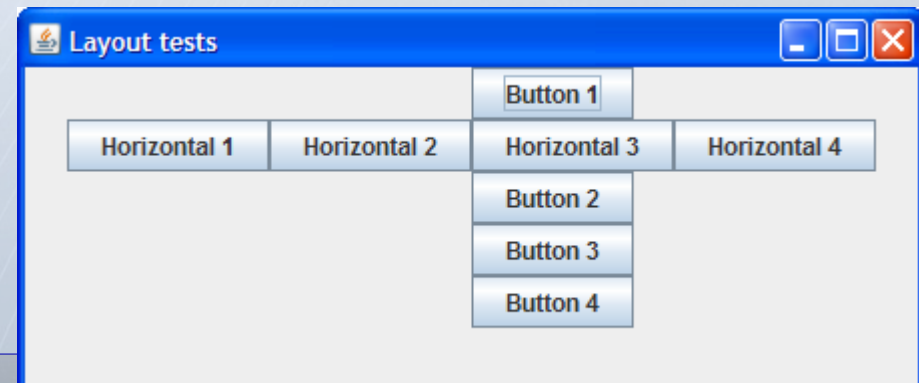 Layout tests
Button 1
Horizontal 1 Horizontal 2 Horizontal 3 Horizontal 4
Button 2
Button 3
Button 4